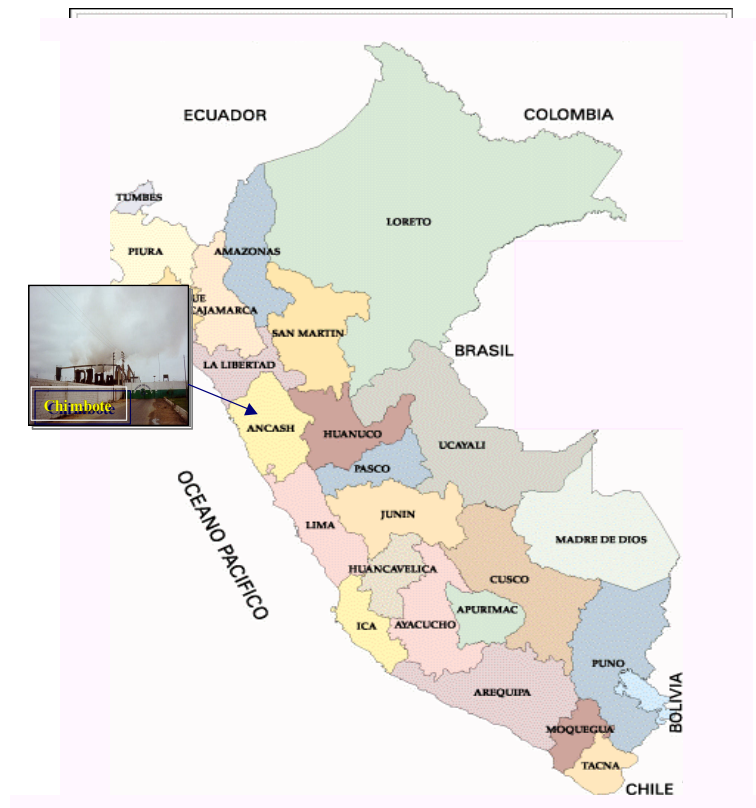 ECUADOR
COLOMBIA
TUMBES
LORETO
PIURA
AMAZONAS
UE
CAJAMARCA
SAN MARTIN
BRASIL
LA LIBERTAD
Chimbote
ANCASH
HUANUCO
UCAYALI
PASCO
OCEANO PACIFICO
LIMA
JUNIN
MADRE DE DIOS
HUANCAVELICA
CUSCO
APURIMAC
ICA
AYACUCHO
PUNO
AREQUIPA
BOLIVIA
MOQUEGUA
TACNA
CHILE